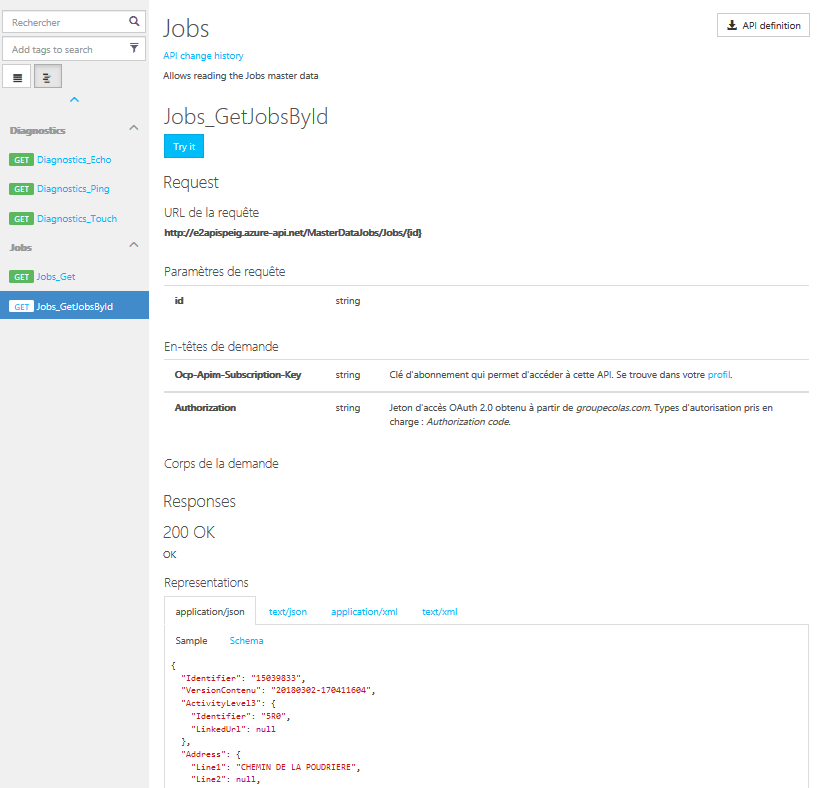 Rechercher
Add tags to search
Diagnostics
GET Diagnostics_Echo
GET Diagnostics_Ping
GET Diagnostics_Touch
Jobs
GET Jobs_Get
GET Jobs_GetJobsById
Jobs
API definition
API change history
Allows reading the Jobs master data
Jobs_GetJobsById
Try it
Request
URL de la requête
http://e2apispeig.azure-api.net/MasterDataJobs/Jobs/{id}
Paramètres de requête
id string
En-têtes de demande
Ocp-Apim-Subscription-Key string Clé d'abonnement qui permet d'accéder à cette API. Se trouve dans votre profil.
Authorization string Jeton d'accès OAuth 2.0 obtenu à partir de groupecolas.com. Types d'autorisation pris en
charge : Authorization code.
Corps de la demande
Responses
200 OK
OK
Representations
application/json text/json application/xml text/xml
Sample Schema
{
"Identifier": "15039833",
"VersionContenu": "20180302-170411604",
"ActivityLevel3": {
"Identifier": "5R0",
"LinkedUrl": null
},
"Address": {
"Line1": "CHEMIN DE LA POUDRIERE",
"Line2": null,